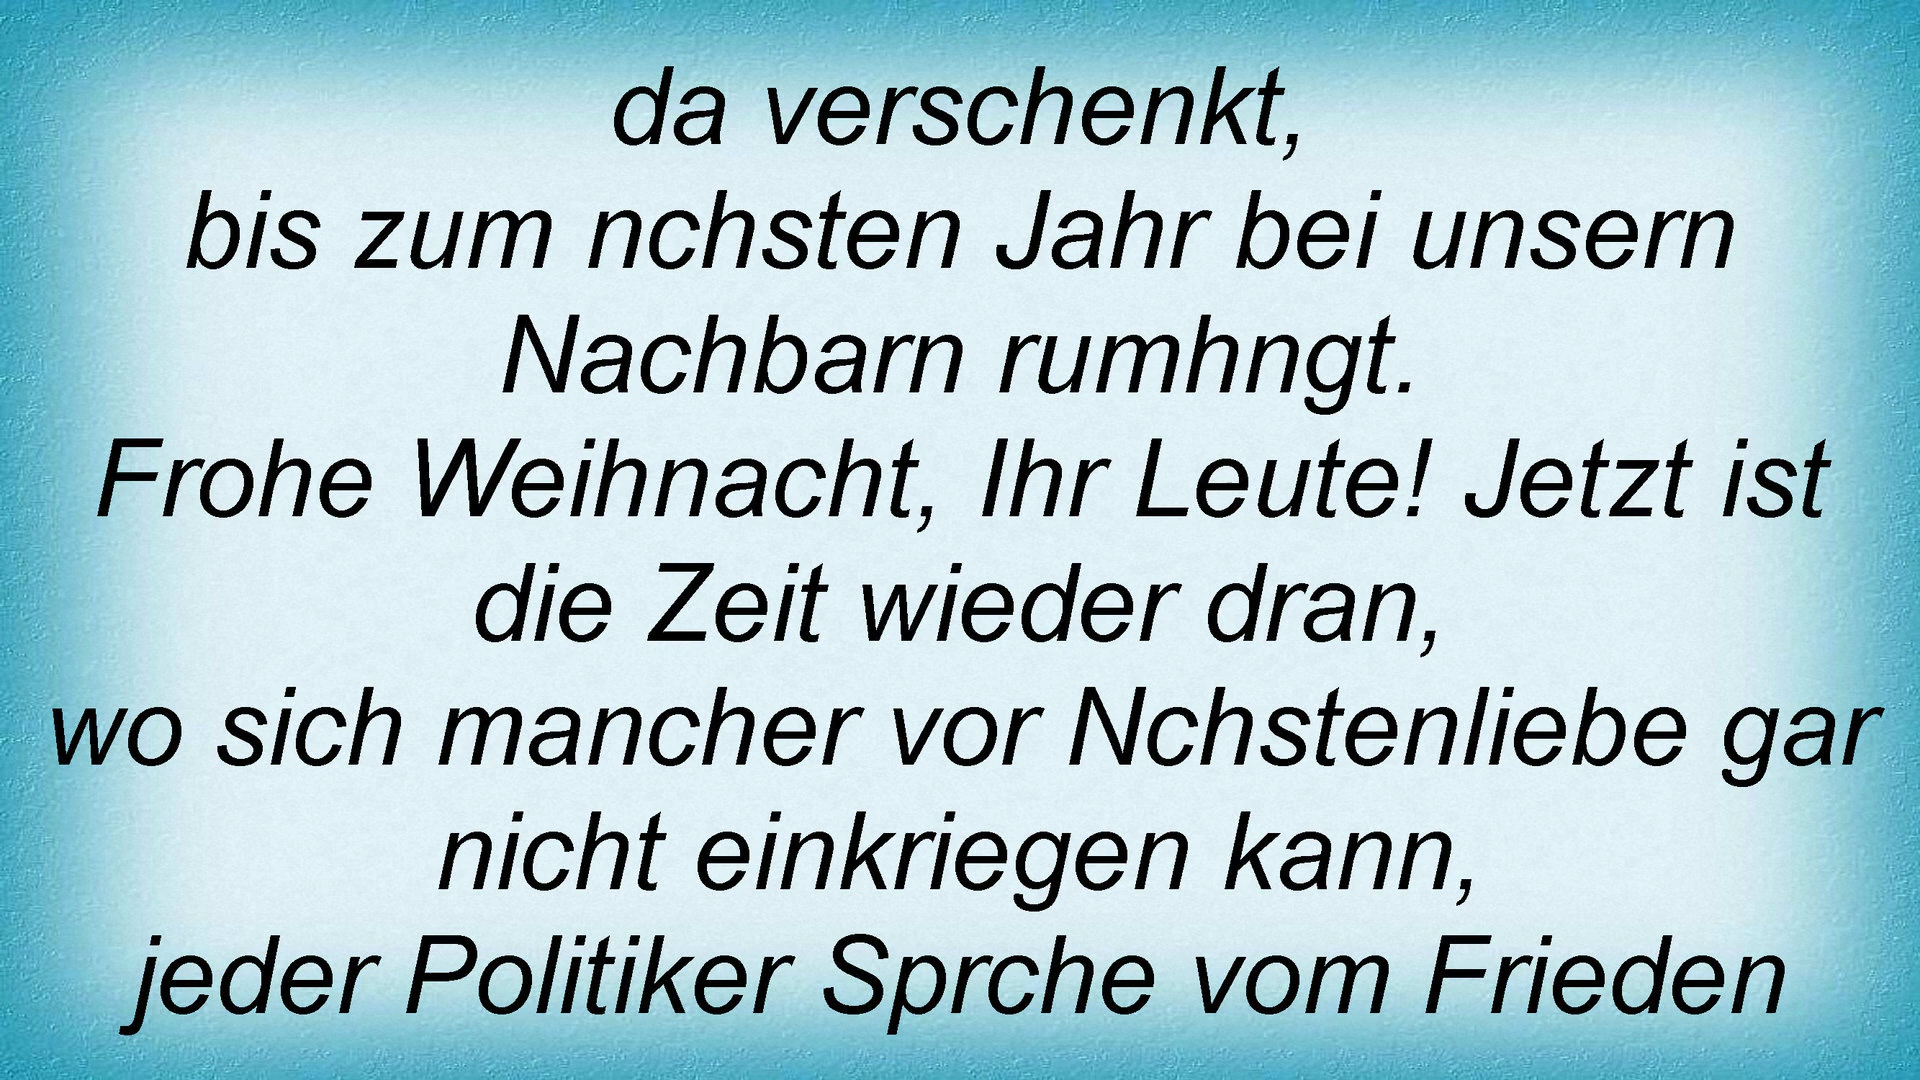 da verschenkt,
bis zum nchsten Jahr bei unsern
Nachbarn rumhngt.
Frohe Weihnacht, Ihr Leute! Jetzt ist
die Zeit wieder dran,
wo sich mancher vor Nchstenliebe gar
nicht einkriegen kann,
jeder Politiker Sprche vom Frieden